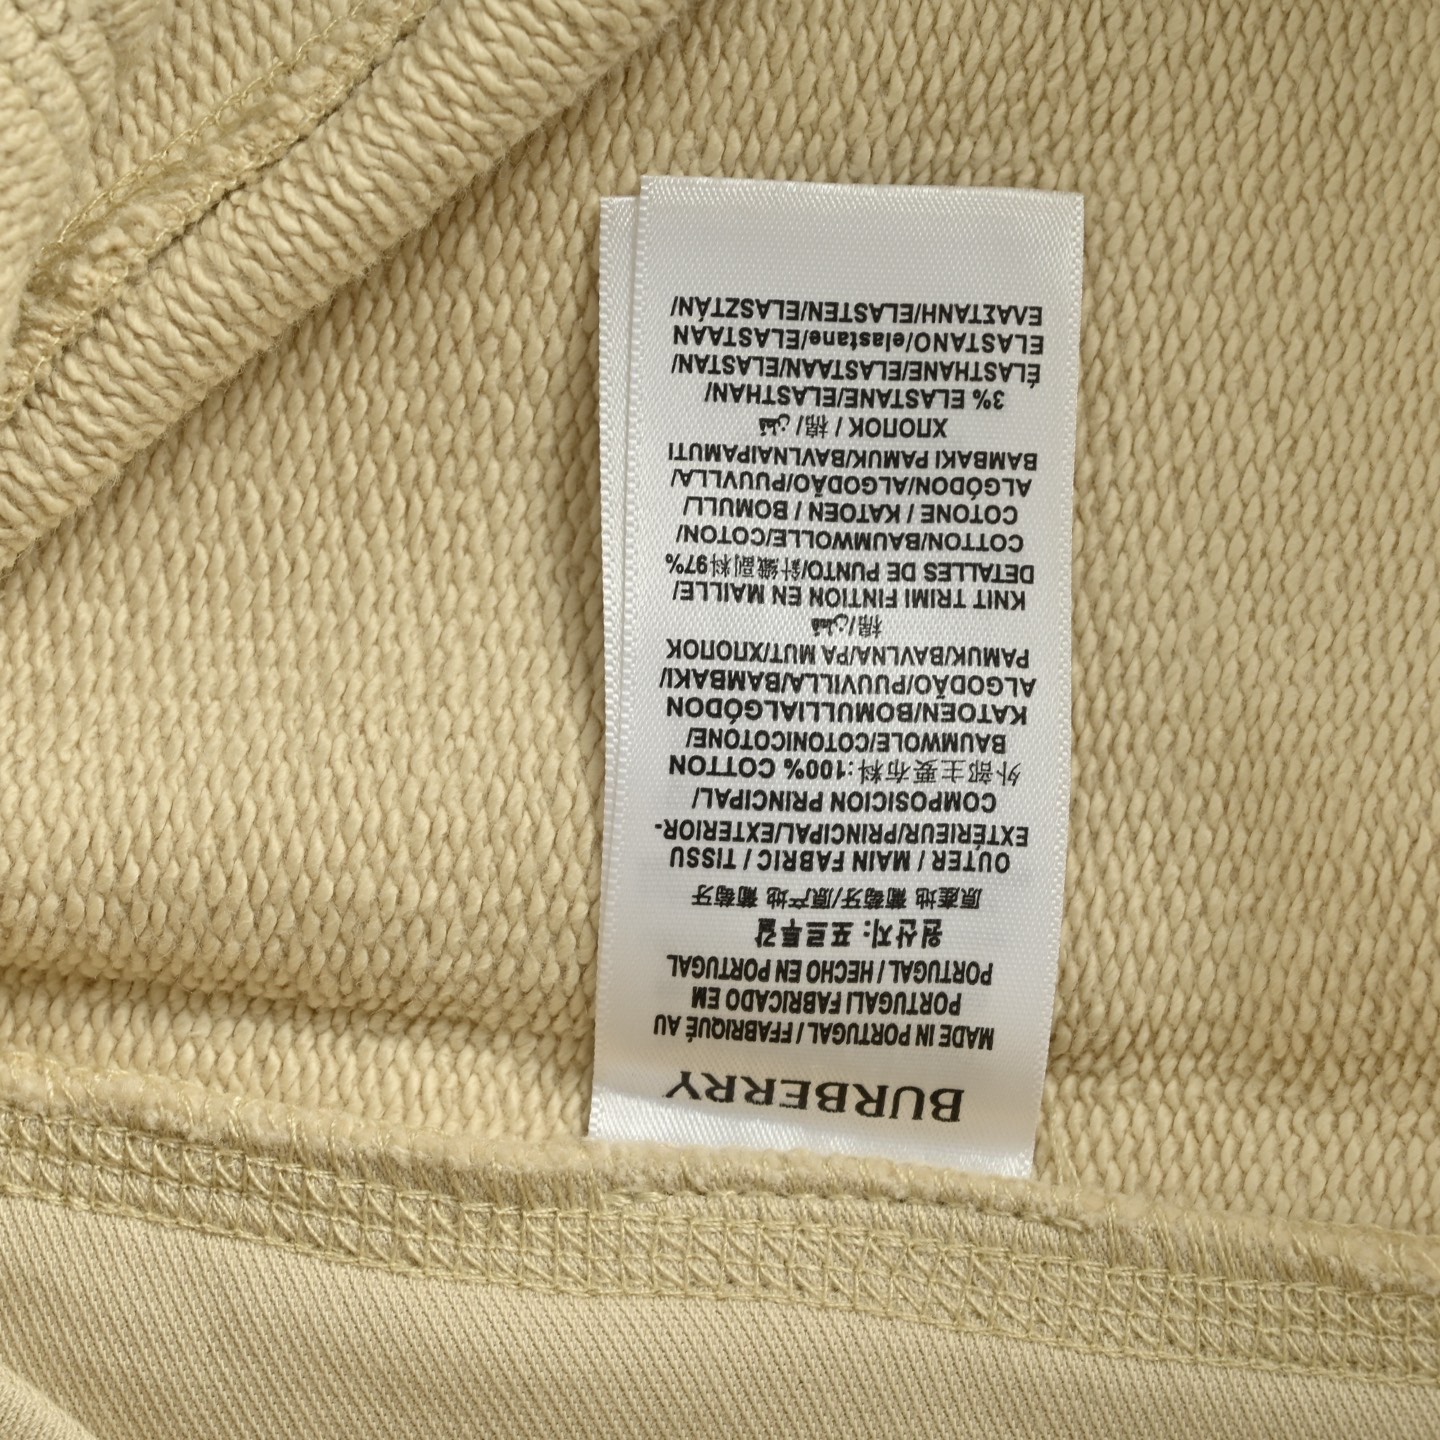 BURBERRY
MADE IN PORTUGAL / FFABRIQUÉ AU
PORTUGALI FABRICADO EM
PORTUGAL / HECHO EN PORTUGAL
원산지: 포르투갈
原產地 葡萄牙/原产地 葡萄牙
OUTER / MAIN FABRIC / TISSU
EXTÉRIEUR/PRINCIPAL/EXTERIOR-
COMPOSICION PRINCIPAL/
外部主要布料:100% COTTON
BAUMWOLE/COTONICOTONE/
KATOEN/BOMULLIALGÓDON
ALGODÃO/PUUVILLA/BAMBAKI/
PAMUK/BAVLNA/PA MUT/ХЛОПОК
棉/قطن
KNIT TRIMI FINTION EN MAILLE/
DETALLES DE PUNTO/針織副料97%
COTTON/BAUMWOLLE/COTON/
COTONE / KATOEN / BOMULL/
ALGÓDON/ALGODÃO/PUUVLLA/
BAMBAKI PAMUK/BAVLNAIPAMUTI
ХЛОПОК / 棉/ قطن
3% ELASTANE/ELASTHAN/
ÉLASTHANE/ELASTAAN/ELASTAN/
ELASTANO/elastane/ELASTAAN
ΕΛΑΣΤΑΝΗ/ELASTEN/ELASZTÁN/